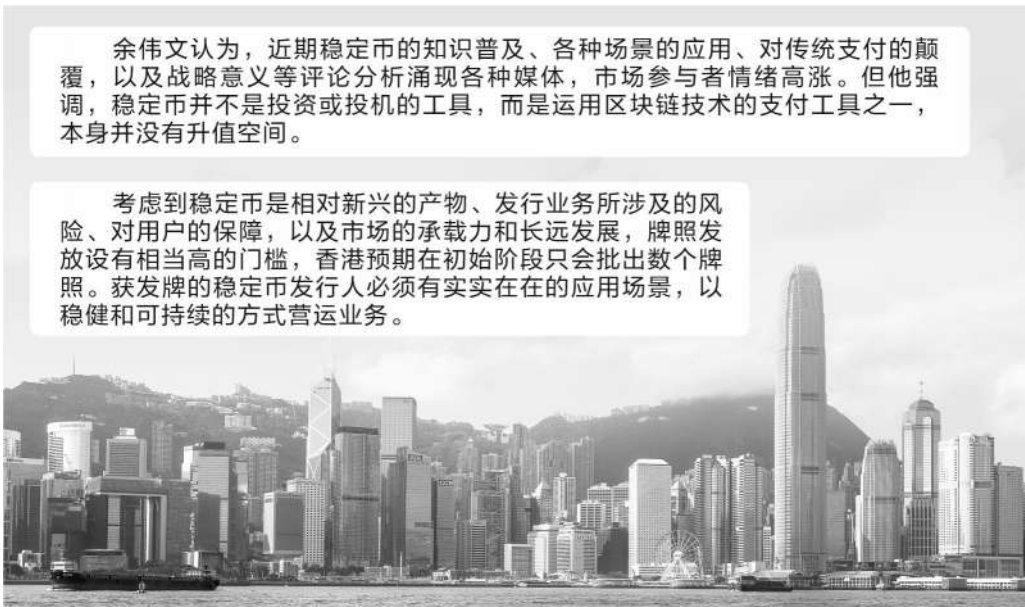 余伟文认为，近期稳定币的知识普及、各种场景的应用、对传统支付的颠
覆，以及战略意义等评论分析涌现各种媒体，市场参与者情绪高涨。但他强
调，稳定币并不是投资或投机的工具，而是运用区块链技术的支付工具之一，
本身并没有升值空间。
考虑到稳定币是相对新兴的产物、发行业务所涉及的风
险、对用户的保障，以及市场的承载力和长远发展，牌照发
放设有相当高的门槛，香港预期在初始阶段只会批出数个牌
照。获发牌的稳定币发行人必须有实实在在的应用场景，以
稳健和可持续的方式营运业务。